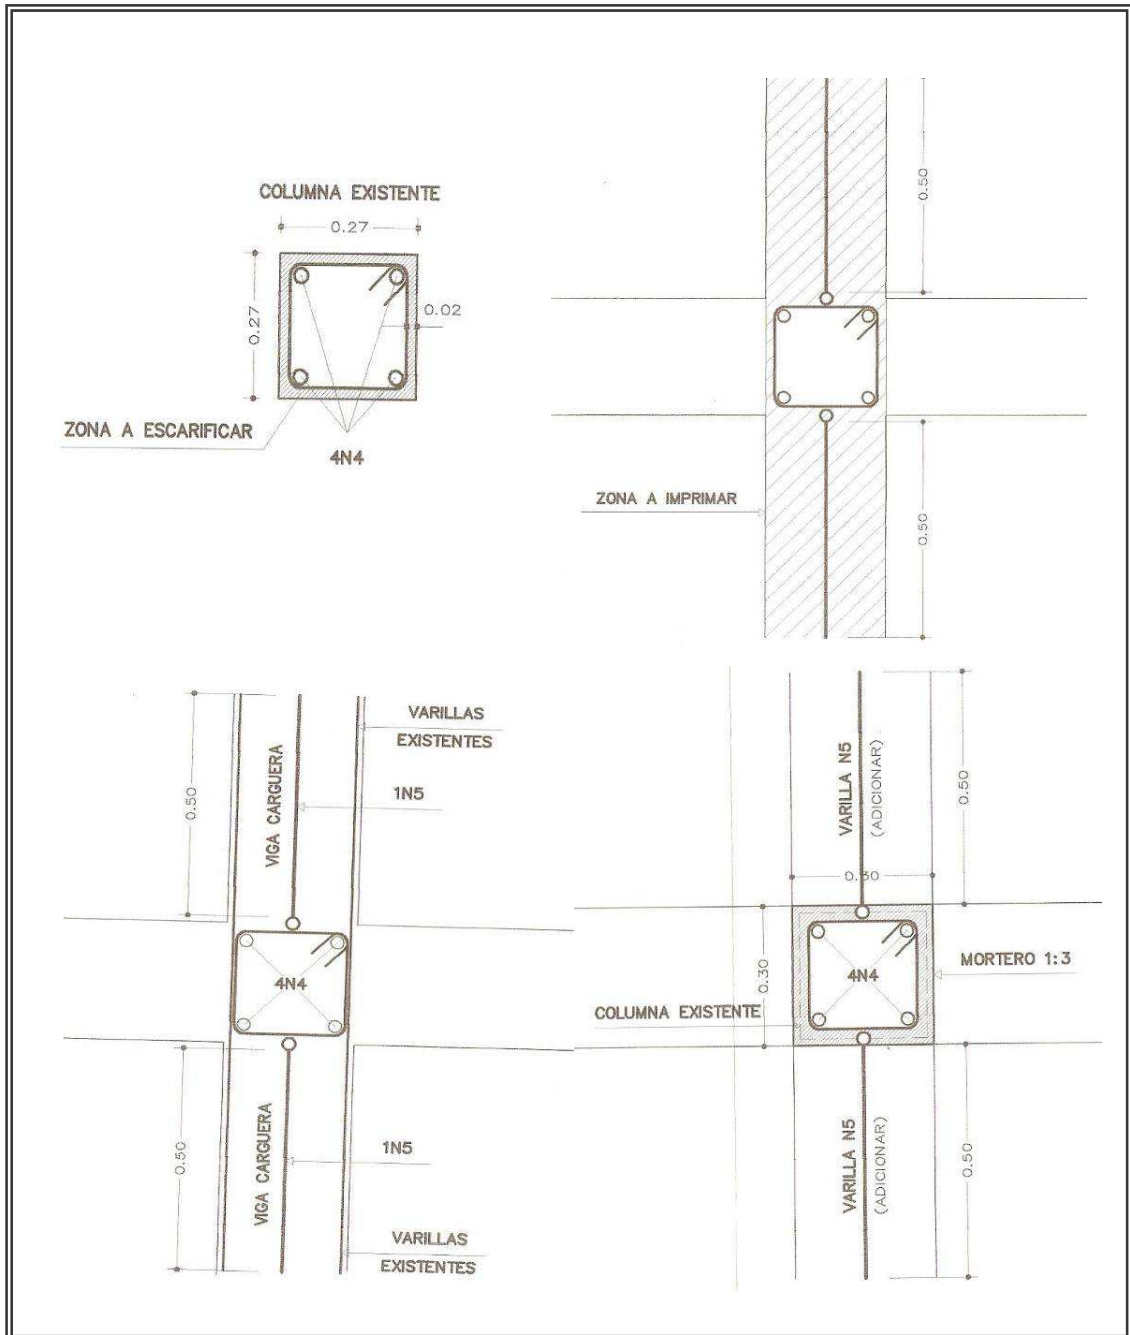 COLUMNA EXISTENTE
0.27
0.27
0.02
ZONA A ESCARIFICAR
4N4
0.50
ZONA A IMPRIMAR
0.50
0.50
VIGA CARGUERA
VARILLAS
EXISTENTES
1N5
4N4
0.50
VIGA CARGUERA
1N5
VARILLAS
EXISTENTES
VARILLA N5
(ADICIONAR)
0.50
0.30
0.30
4N4
MORTERO 1:3
COLUMNA EXISTENTE
VARILLA N5
(ADICIONAR)
0.50